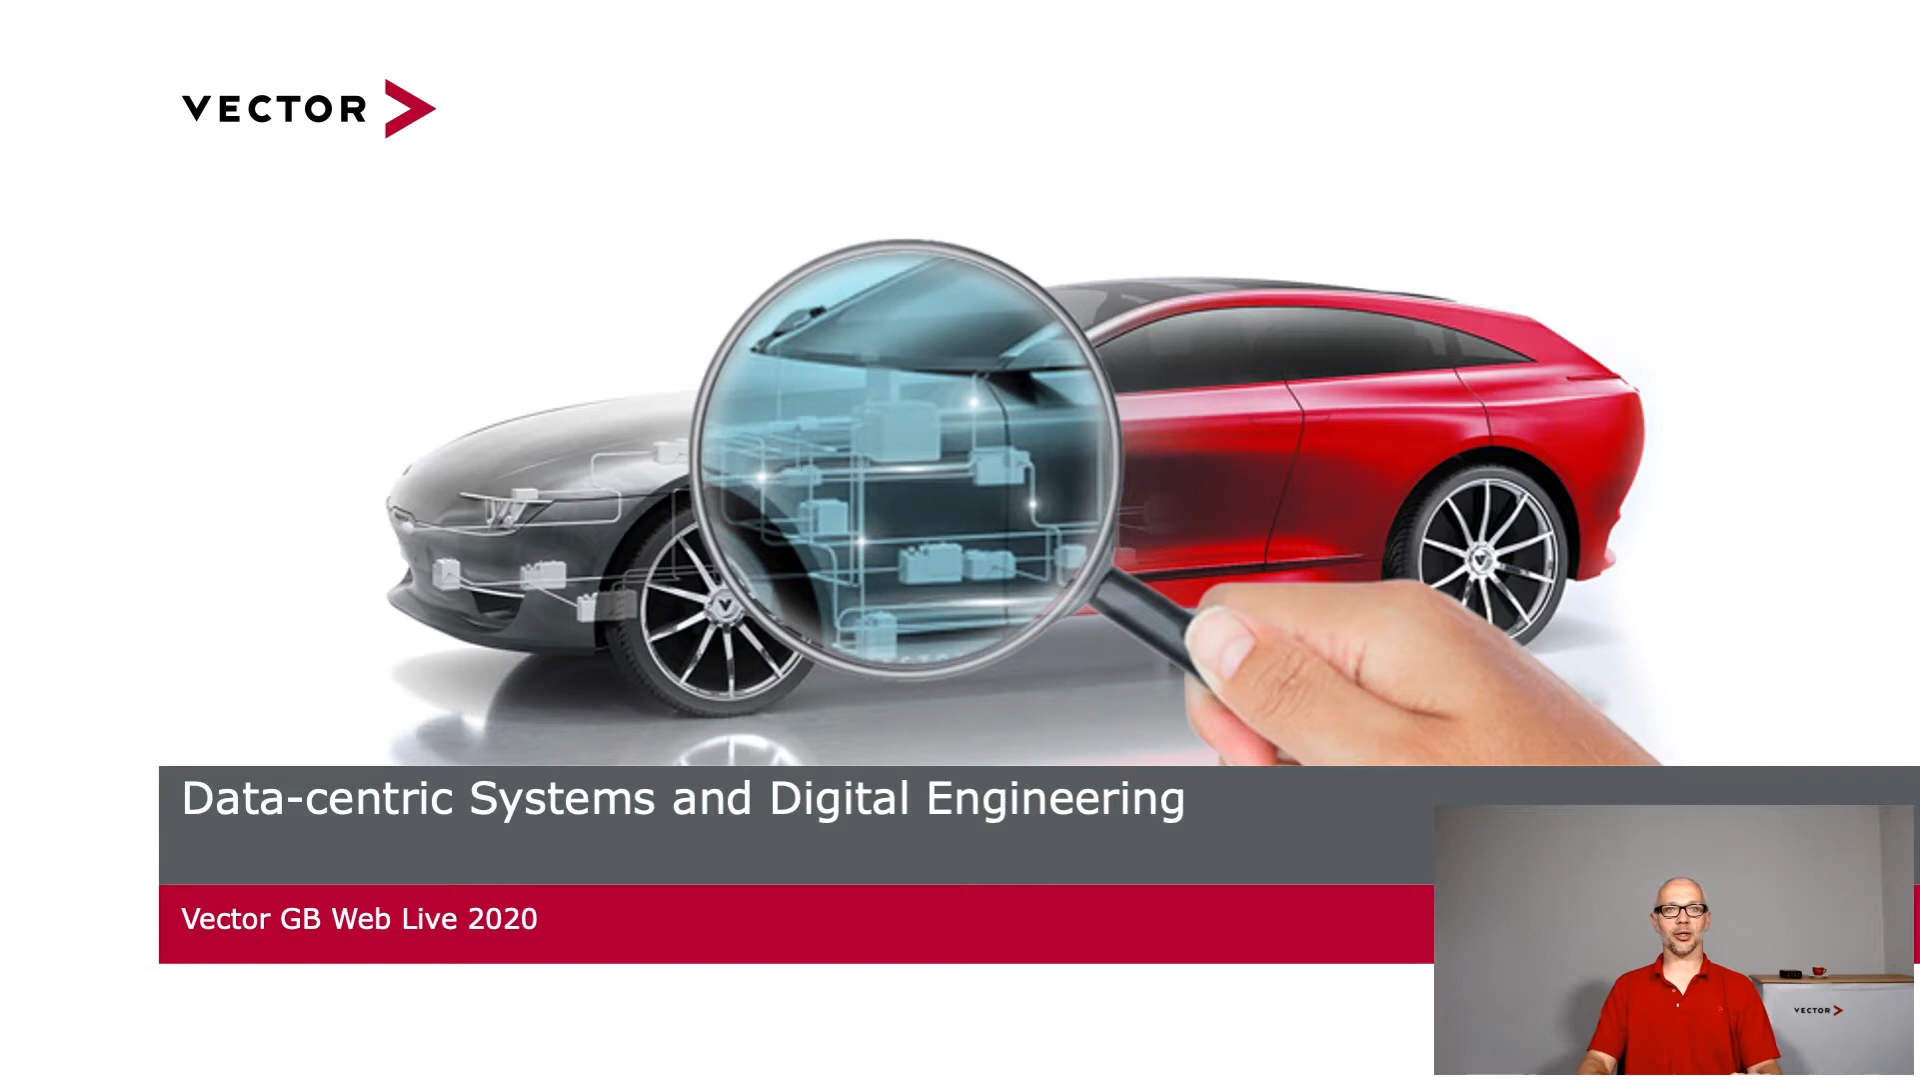 VECTOR
Data-centric Systems and Digital Engineering
Vector GB Web Live 2020
VECTOR